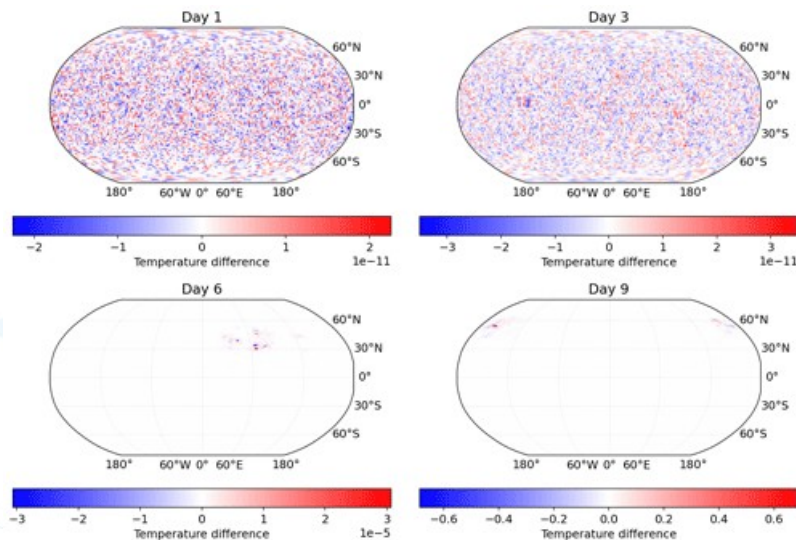 Day 1
60°N
30°N
0°
30°S
60°S
180° 60°W 0° 60°E 180°
−2 −1 0 1 2
1e−11
Temperature difference
Day 3
60°N
30°N
0°
30°S
60°S
180° 60°W 0° 60°E 180°
−3 −2 −1 0 1 2 3
1e−11
Temperature difference
Day 6
60°N
30°N
0°
30°S
60°S
180° 60°W 0° 60°E 180°
−3 −2 −1 0 1 2 3
1e−5
Temperature difference
Day 9
60°N
30°N
0°
30°S
60°S
180° 60°W 0° 60°E 180°
−0.6 −0.4 −0.2 0.0 0.2 0.4 0.6
Temperature difference